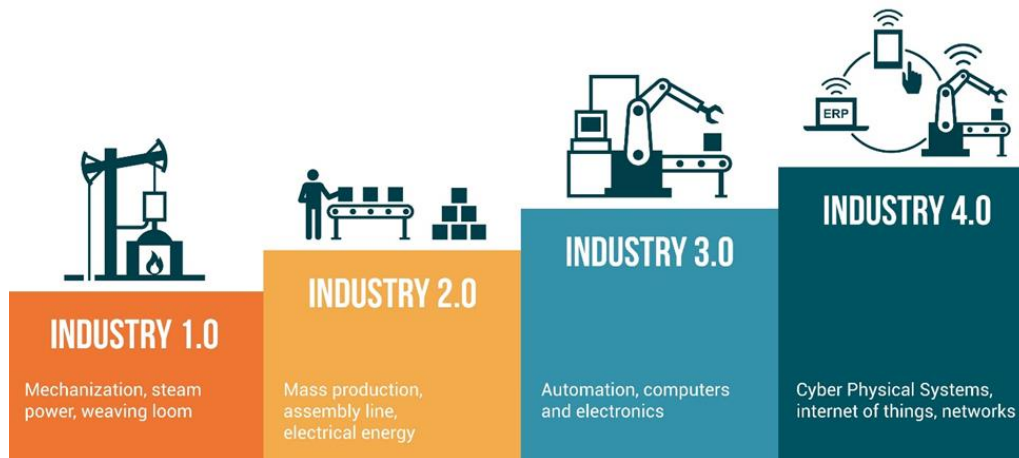 ERP
INDUSTRY 1.0
Mechanization, steam
power, weaving loom
INDUSTRY 2.0
Mass production,
assembly line,
electrical energy
INDUSTRY 3.0
Automation, computers
and electronics
INDUSTRY 4.0
Cyber Physical Systems,
internet of things, networks